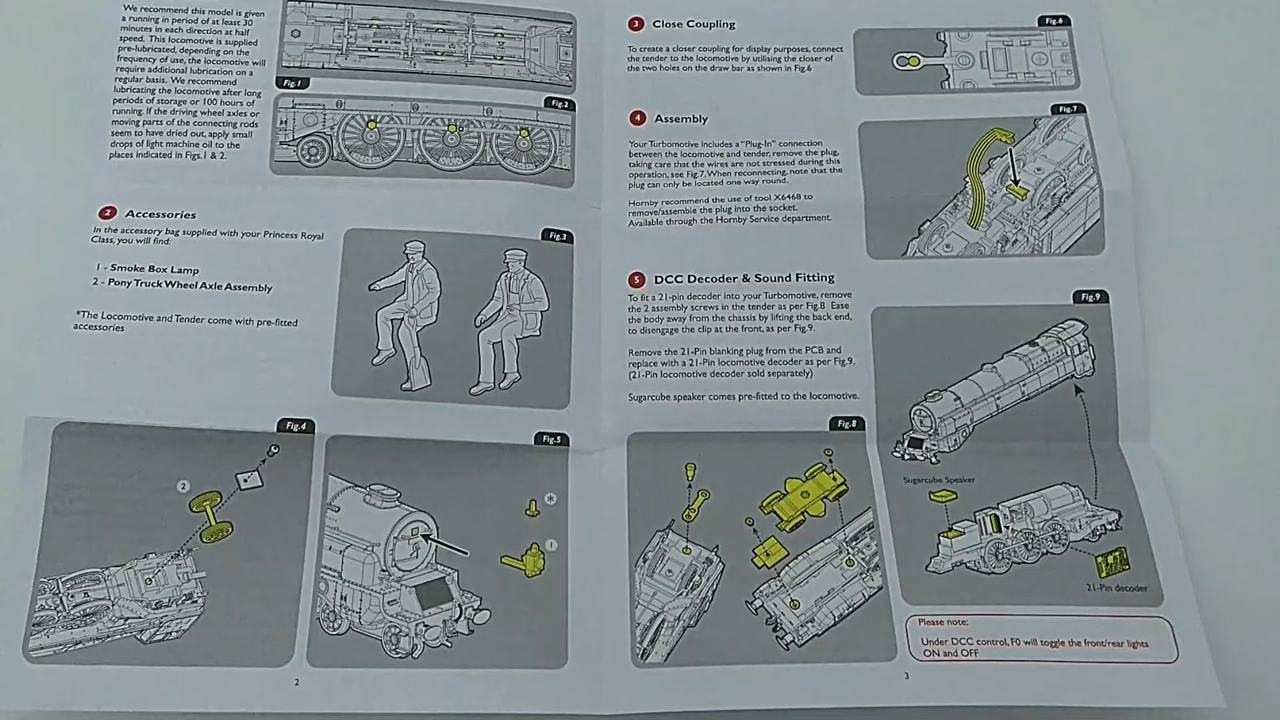 We recommend this model is given
a running in period of at least 30
minutes in each direction at half
speed. This locomotive is supplied
pre-lubricated, depending on the
frequency of use, the locomotive will
require additional lubrication on a
regular basis. We recommend
lubricating the locomotive after long
periods of storage or 100 hours of
running. If the driving wheel axles or
moving parts of the connecting rods
seem to have dried out, apply small
drops of light machine oil to the
places indicated in Figs.1 & 2.
Fig.1
Fig.2
2 Accessories
In the accessory bag supplied with your Princess Royal
Class, you will find:
1 - Smoke Box Lamp
2 - Pony Truck Wheel Axle Assembly
*The Locomotive and Tender come with pre-fitted
accessories
Fig.3
Fig.4
2
Fig.5
*
1
2
3 Close Coupling
To create a closer coupling for display purposes, connect
the tender to the locomotive by utilising the closer of
the two holes on the draw bar as shown in Fig.6
Fig.6
4 Assembly
Your Turbomotive includes a "Plug-In" connection
between the locomotive and tender, remove the plug,
taking care that the wires are not stressed during this
operation, see Fig.7. When reconnecting, note that the
plug can only be located one way round.
Hornby recommend the use of tool X6468 to
remove/assemble the plug into the socket.
Available through the Hornby Service department.
Fig.7
5 DCC Decoder & Sound Fitting
To fit a 21-pin decoder into your Turbomotive, remove
the 2 assembly screws in the tender as per Fig.8 Ease
the body away from the chassis by lifting the back end,
to disengage the clip at the front, as per Fig.9.
Remove the 21-Pin blanking plug from the PCB and
replace with a 21-Pin locomotive decoder as per Fig.9.
(21-Pin locomotive decoder sold separately)
Sugarcube speaker comes pre-fitted to the locomotive.
Fig.8
Fig.9
Sugarcube Speaker
21-Pin decoder
Please note:
Under DCC control, F0 will toggle the front/rear lights
ON and OFF
3